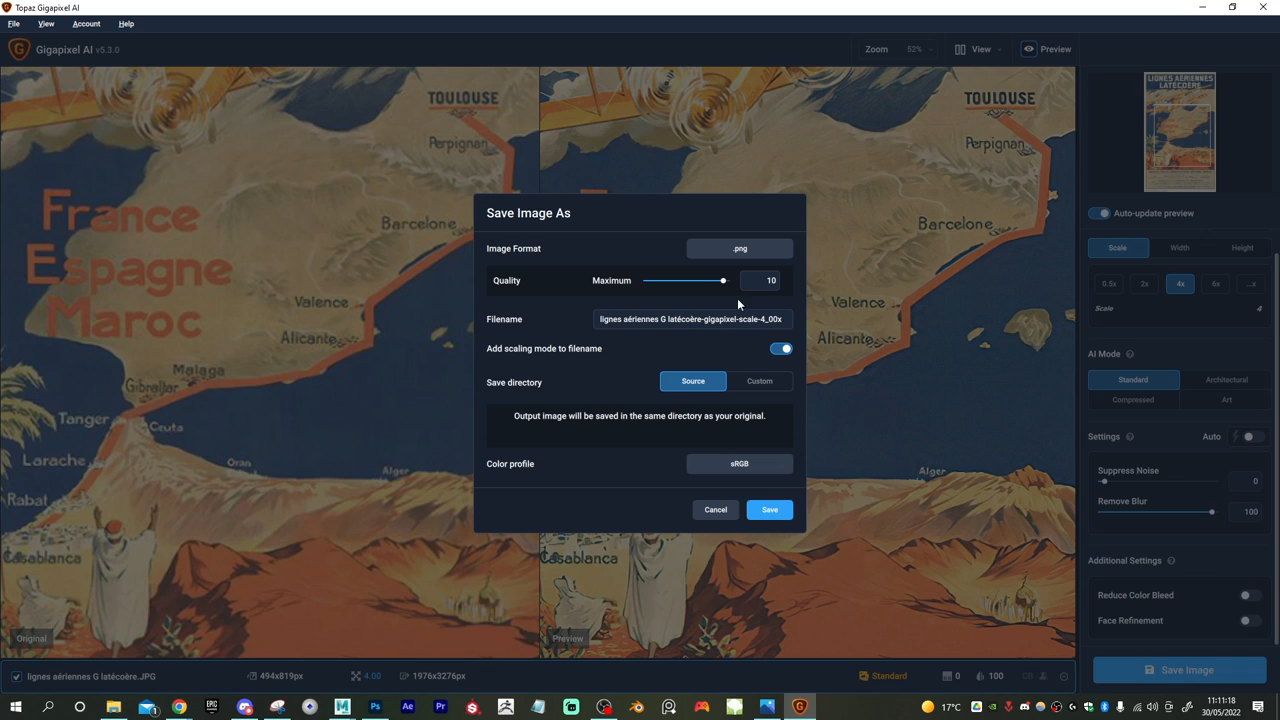 Topaz Gigapixel AI
File View Account Help
Gigapixel AI v5.3.0
Zoom 52% View Preview
TOULOUSE
Perpignan
Barcelone
France
Espagne
Maroc
Valence
Alicante
Malaga
Gibraltar
Tanger
Ceuta
Larache
Oran
Alger
Rabat
Casablanca
Original
TOULOUSE
Perpignan
Barcelone
Valence
Alicante
Alger
Casablanca
Preview
Save Image As
Image Format .png
Quality Maximum 10
Filename lignes aériennes G latécoère-gigapixel-scale-4_00x
Add scaling mode to filename
Save directory Source Custom
Output image will be saved in the same directory as your original.
Color profile sRGB
Cancel Save
LIGNES AÉRIENNES
LATÉCOÈRE
Auto-update preview
Scale Width Height
0.5x 2x 4x 6x ...x
Scale 4
AI Mode
Standard Architectural
Compressed Art
Settings Auto
Suppress Noise
0
Remove Blur
100
Additional Settings
Reduce Color Bleed
Face Refinement
Save Image
lignes aériennes G latécoère.JPG 494x819px 4.00 1976x3276px Standard 0 100 CB
17°C
11:11:18
30/05/2022